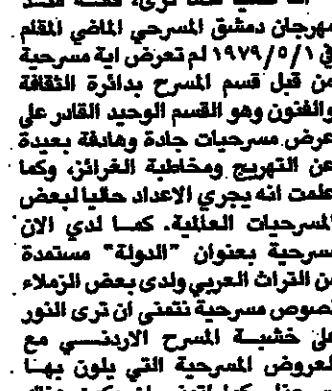 مهرجان دمشق المسرحي الماضي المقام
في ١٩٧٩/٥/١ لم تعرض اية مسرحية
من قبل قسم المسرح بدائرة الثقافة
والفنون وهو القسم الوحيد القادر على
عرض مسرحيات جادة وهادفة بعيدة
عن التهريج ومخاطبة الغرائز، وكما
علمت انه يجري الاعداد حاليا لبعض
المسرحيات العالمية. كما لدي الان
مسرحية بعنوان "الدولة" مستمدة
من التراث العربي ولدى بعض الزملاء
نصوص مسرحية نتمنى ان ترى النور
على خشبة المسرح الاردنسي مع
العروض المسرحية التي يلون بها